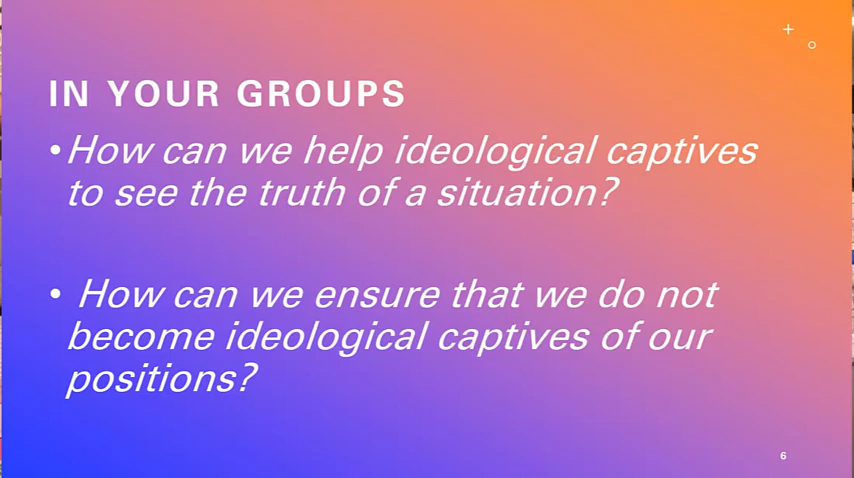 IN YOUR GROUPS
•How can we help ideological captives
to see the truth of a situation?
• How can we ensure that we do not
become ideological captives of our
positions?
6